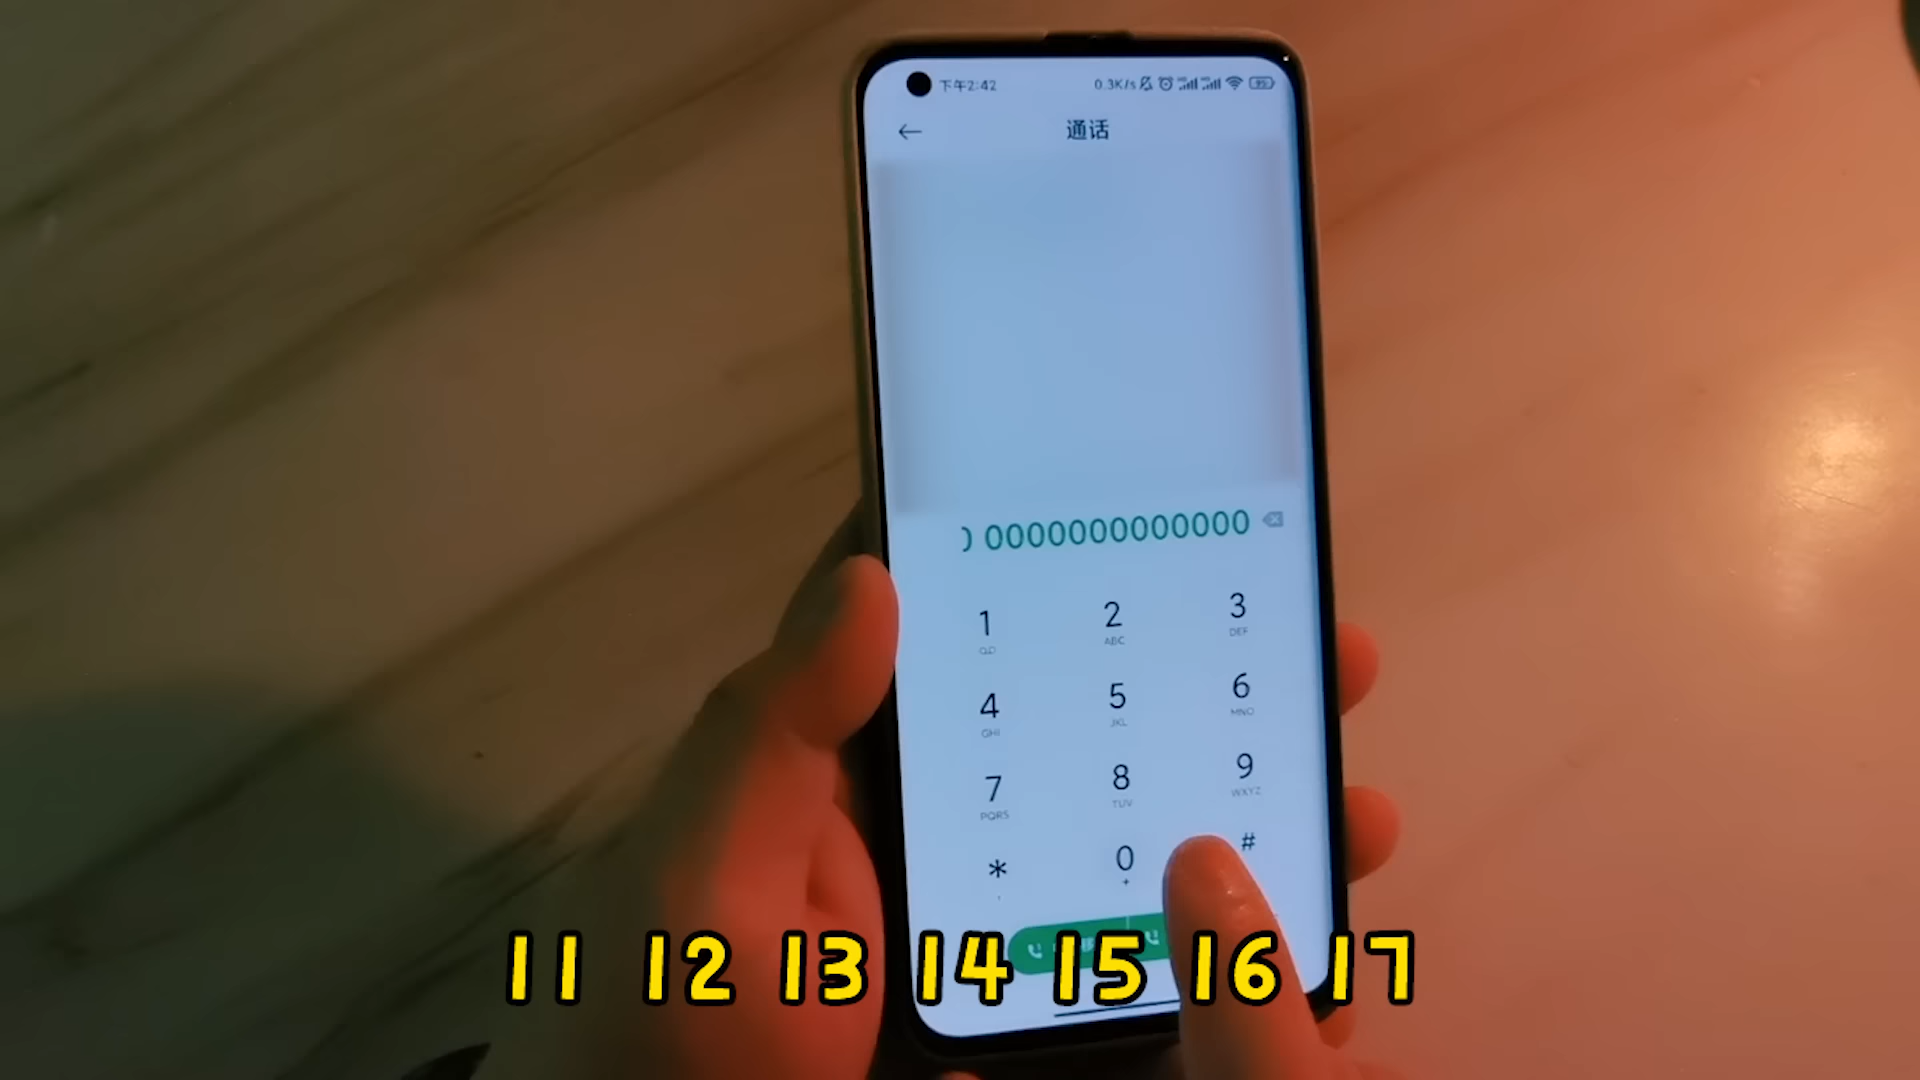 下午2:42 0.3K/s 95
通话
0000000000000
1 2 3
ABC DEF
4 5 6
GHI JKL MNO
7 8 9
PQRS TUV WXYZ
* 0 #
, +
11 12 13 14 15 16 17